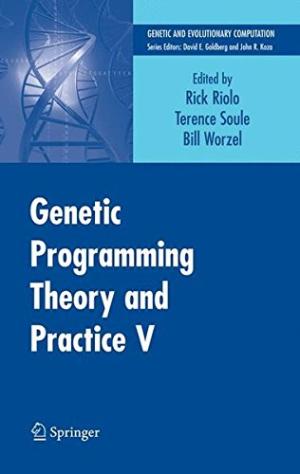 GENETIC AND EVOLUTIONARY COMPUTATION
Series Editors: David E. Goldberg and John R. Koza
Edited by
Rick Riolo
Terence Soule
Bill Worzel
Genetic
Programming
Theory and
Practice V
Springer